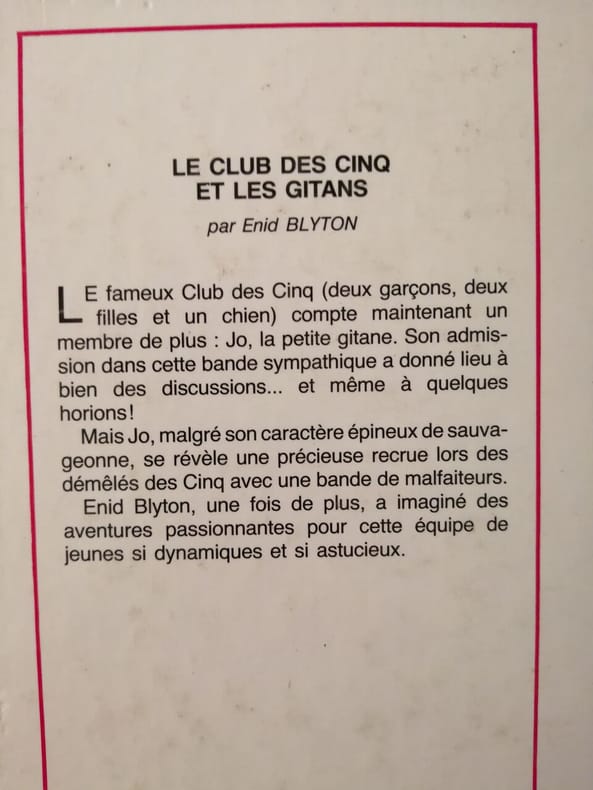 LE CLUB DES CINQ
ET LES GITANS
par Enid BLYTON
LE fameux Club des Cinq (deux garçons, deux
filles et un chien) compte maintenant un
membre de plus : Jo, la petite gitane. Son admis-
sion dans cette bande sympathique a donné lieu à
bien des discussions... et même à quelques
horions!
Mais Jo, malgré son caractère épineux de sauva-
geonne, se révèle une précieuse recrue lors des
démêlés des Cinq avec une bande de malfaiteurs.
Enid Blyton, une fois de plus, a imaginé des
aventures passionnantes pour cette équipe de
jeunes si dynamiques et si astucieux.